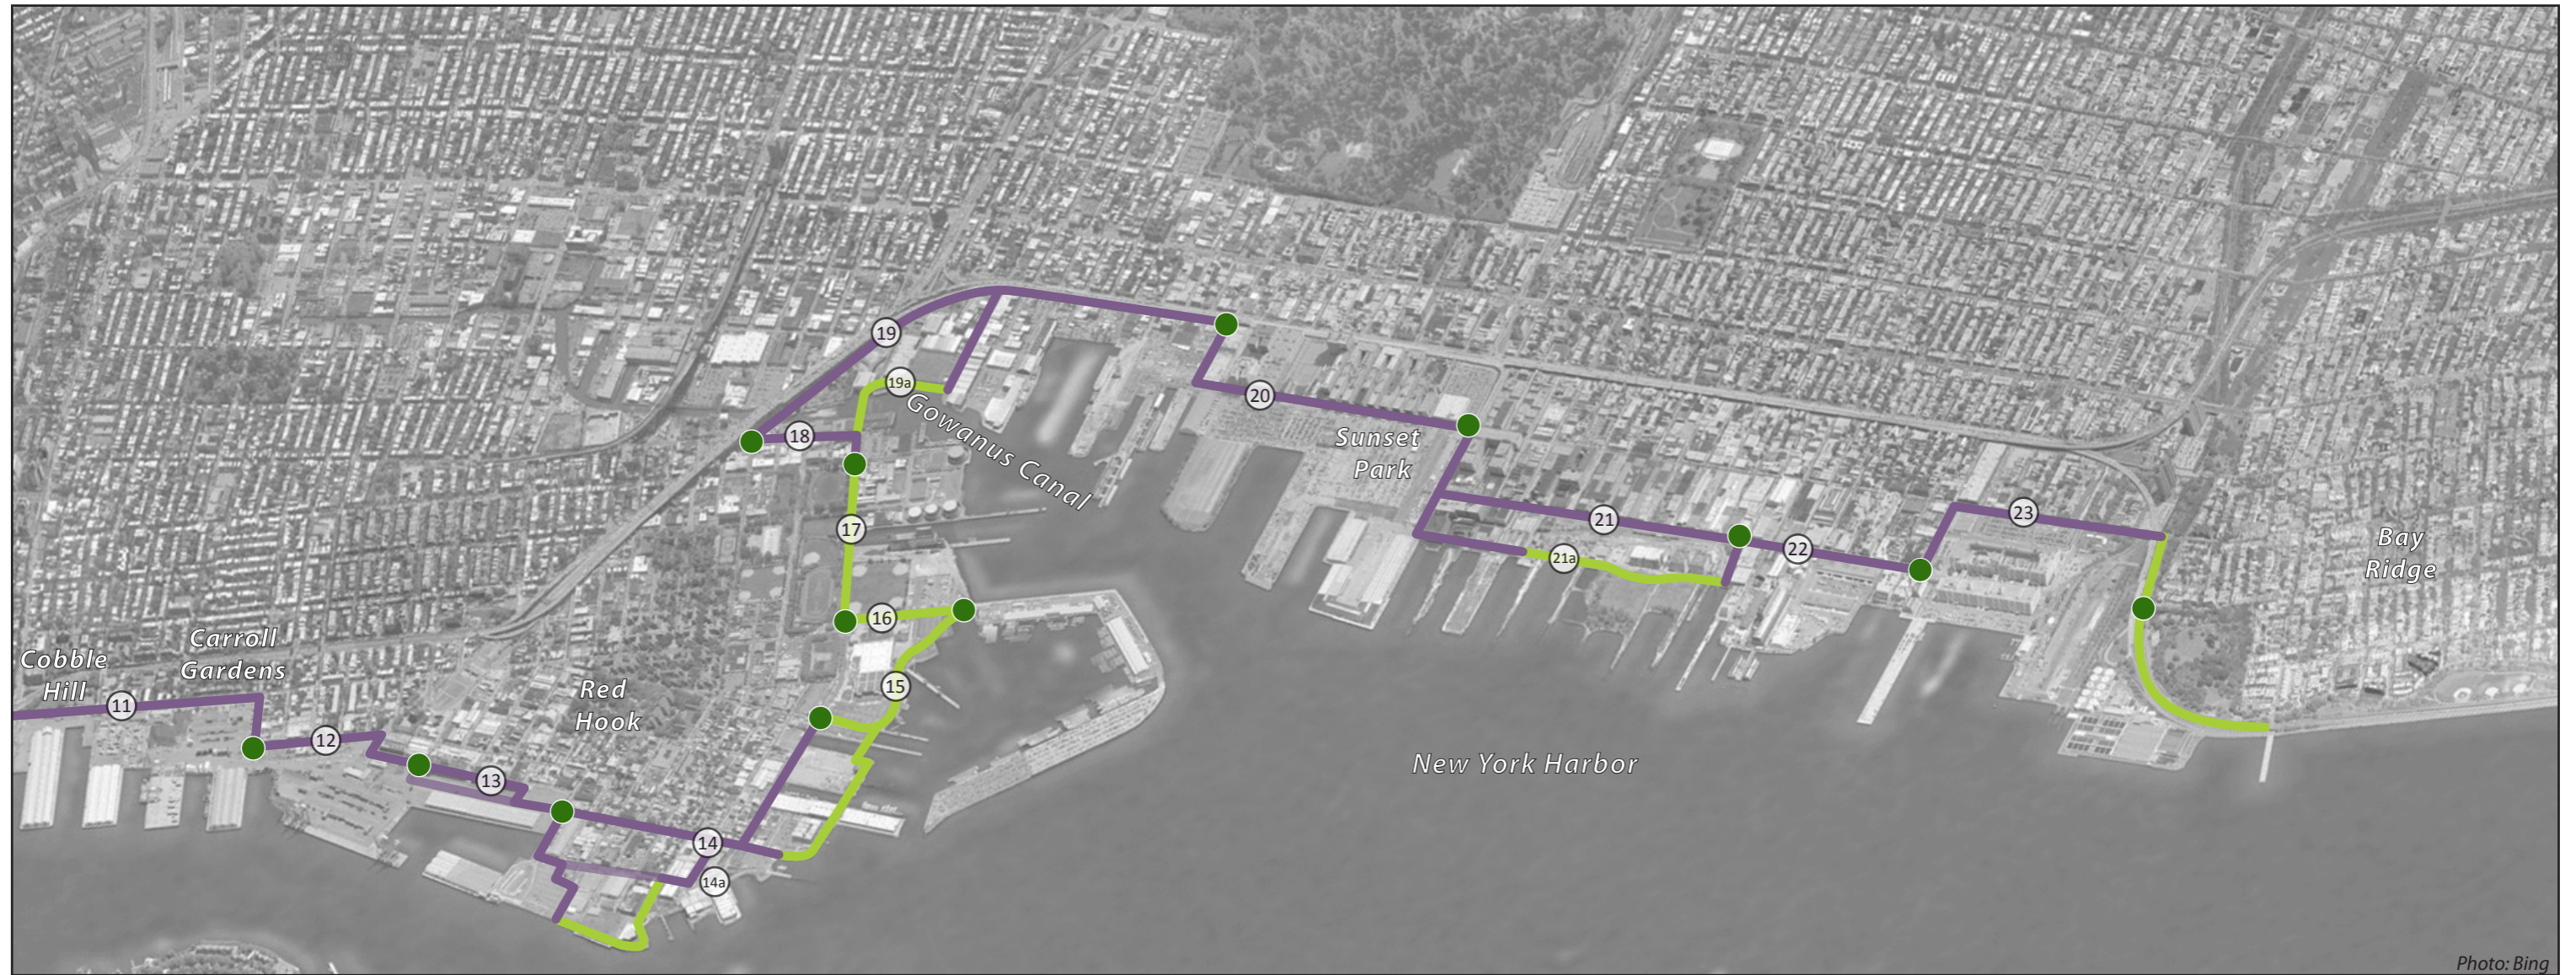 19
19a
Gowanus Canal
20
18
Sunset
Park
17
21
23
22
21a
Bay
Ridge
16
Carroll
Gardens
Cobble
Hill
Red
Hook
15
11
12
13
New York Harbor
14
14a
Photo: Bing